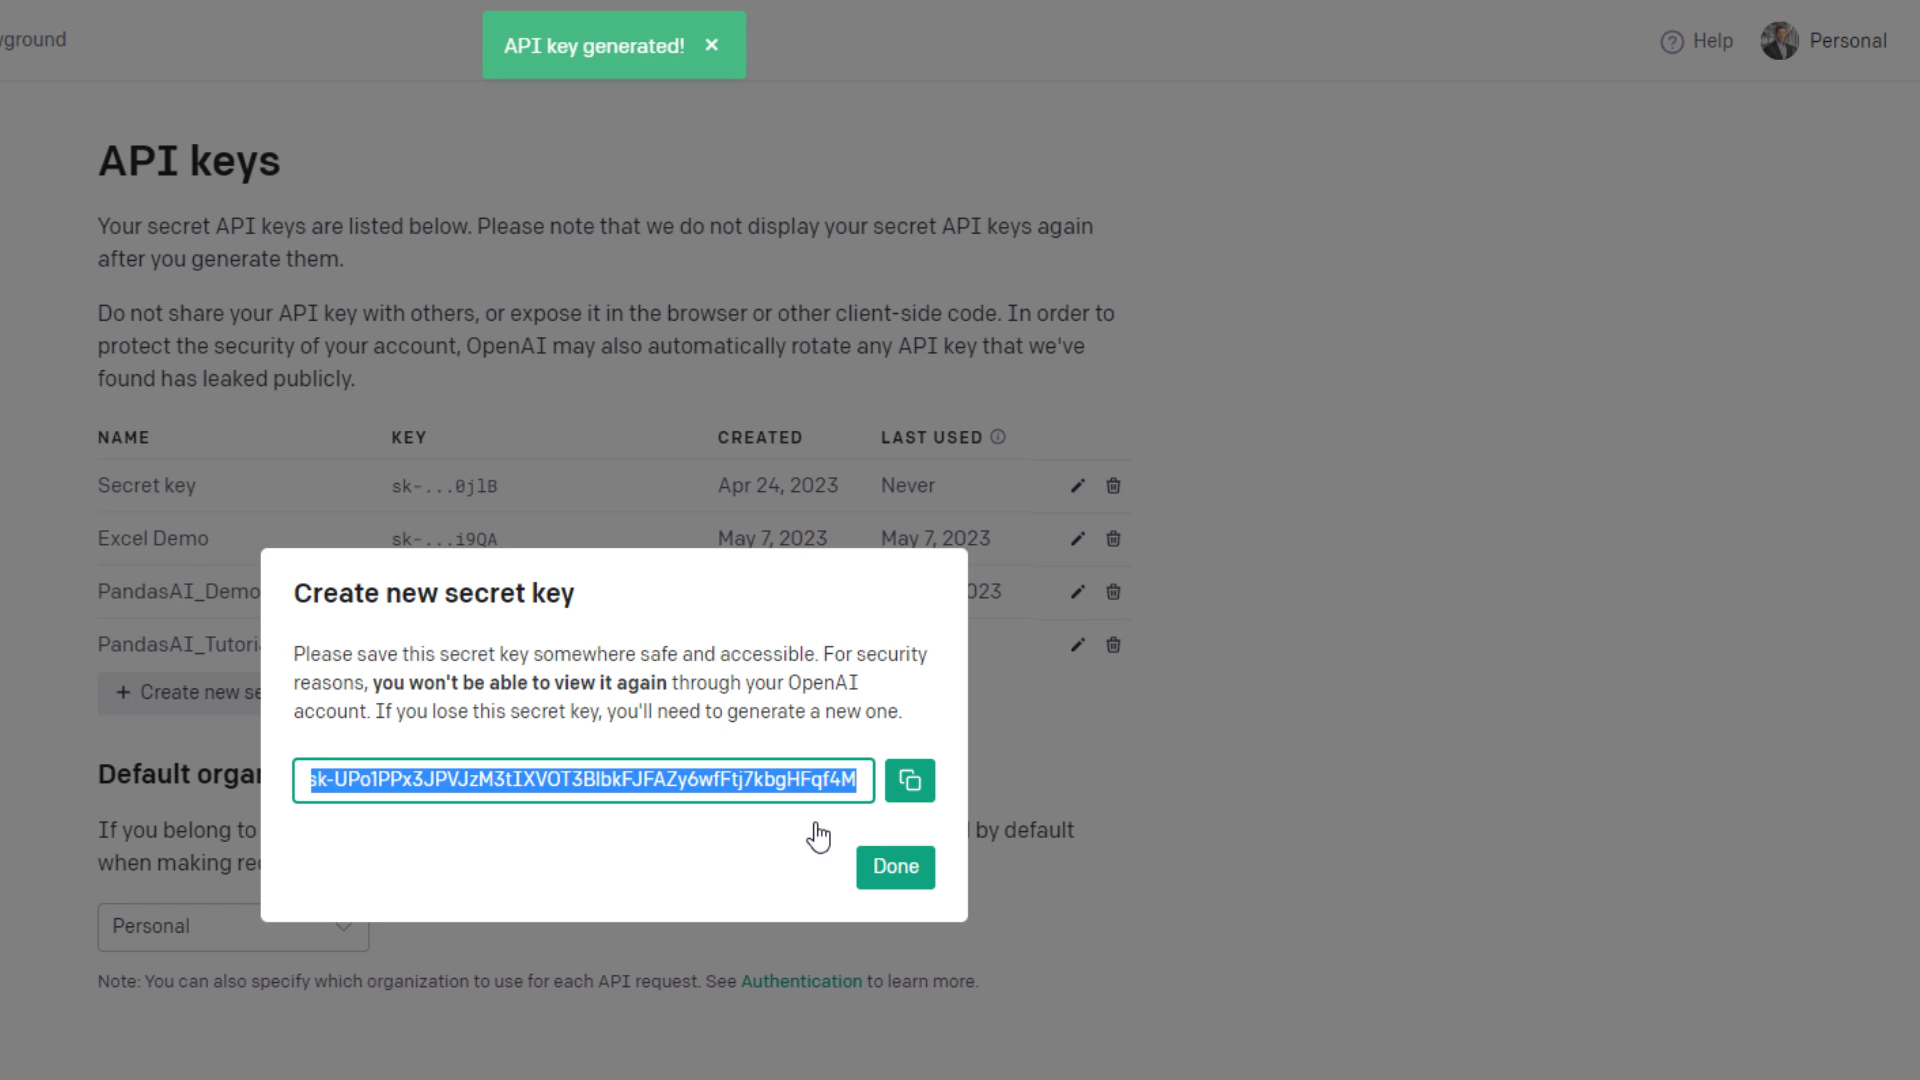 yground
API key generated! ×
Help
Personal
API keys
Your secret API keys are listed below. Please note that we do not display your secret API keys again
after you generate them.
Do not share your API key with others, or expose it in the browser or other client-side code. In order to
protect the security of your account, OpenAI may also automatically rotate any API key that we've
found has leaked publicly.
NAME KEY CREATED LAST USED
Secret key sk-...0jlB Apr 24, 2023 Never
Excel Demo sk-...i9QA May 7, 2023 May 7, 2023
PandasAI_Demo 023
PandasAI_Tutori
+ Create new se
Create new secret key
Please save this secret key somewhere safe and accessible. For security
reasons, you won't be able to view it again through your OpenAI
account. If you lose this secret key, you'll need to generate a new one.
Done
Default orga
If you belong to by default
when making re
Personal
Note: You can also specify which organization to use for each API request. See Authentication to learn more.